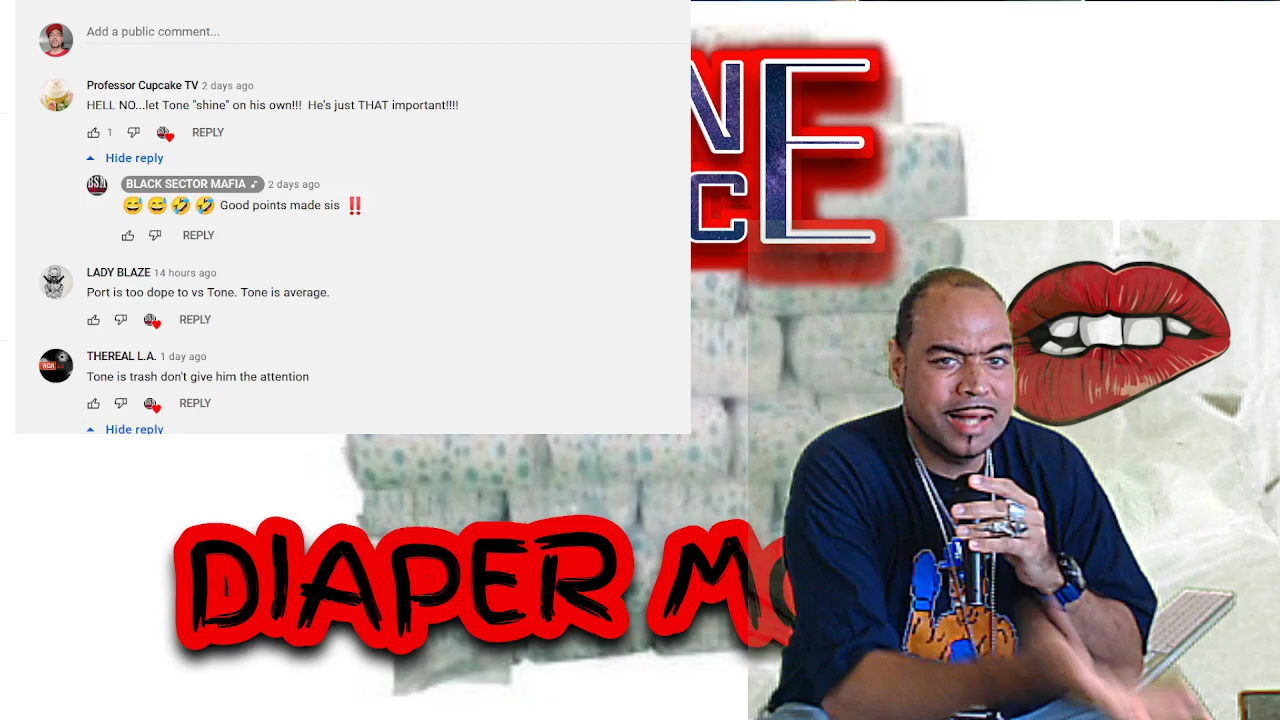 Add a public comment...
Professor Cupcake TV 2 days ago
HELL NO...let Tone "shine" on his own!!! He's just THAT important!!!!
1 REPLY
Hide reply
BLACK SECTOR MAFIA 2 days ago
😅 😅 🤣 🤣 Good points made sis ‼️
REPLY
LADY BLAZE 14 hours ago
Port is too dope to vs Tone. Tone is average.
REPLY
THEREAL L.A. 1 day ago
Tone is trash don't give him the attention
REPLY
Hide reply
NE
CE
DIAPER MO